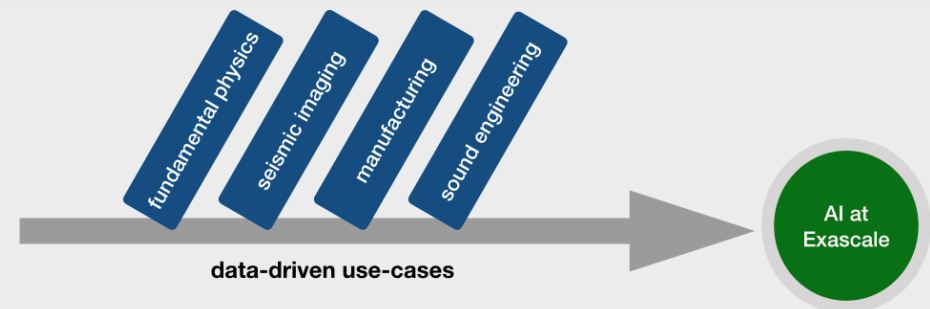 fundamental physics
seismic imaging
manufacturing
sound engineering
data-driven use-cases
AI at
Exascale